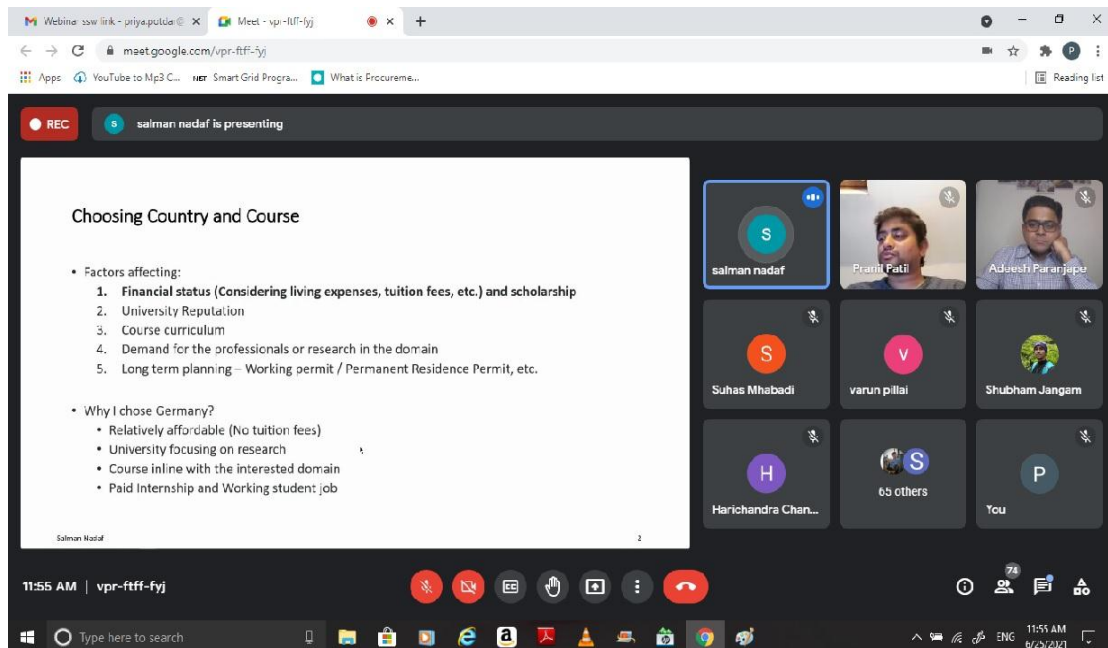 Webinar ssw link - priya.potdar@
Meet - vpr-ftff-fyj
meet.google.com/vpr-ftff-fyj
P
Apps
YouTube to Mp3 C...
NET Smart Grid Progra...
What is Procureme...
Reading list
REC
s
salman nadaf is presenting
Choosing Country and Course
• Factors affecting:
1. Financial status (Considering living expenses, tuition fees, etc.) and scholarship
2. University Reputation
3. Course curriculum
4. Demand for the professionals or research in the domain
5. Long term planning – Working permit / Permanent Residence Permit, etc.
• Why I chose Germany?
• Relatively affordable (No tuition fees)
• University focusing on research
• Course inline with the interested domain
• Paid Internship and Working student job
Salman Nadaf
2
S
salman nadaf
Pranil Patil
Adeesh Paranjape
S
Suhas Mhabadi
V
varun pillai
Shubham Jangam
H
Harichandra Chan...
S
65 others
P
You
11:55 AM | vpr-ftff-fyj
CC
74
Type here to search
a
ENG
11:55 AM
6/25/2021